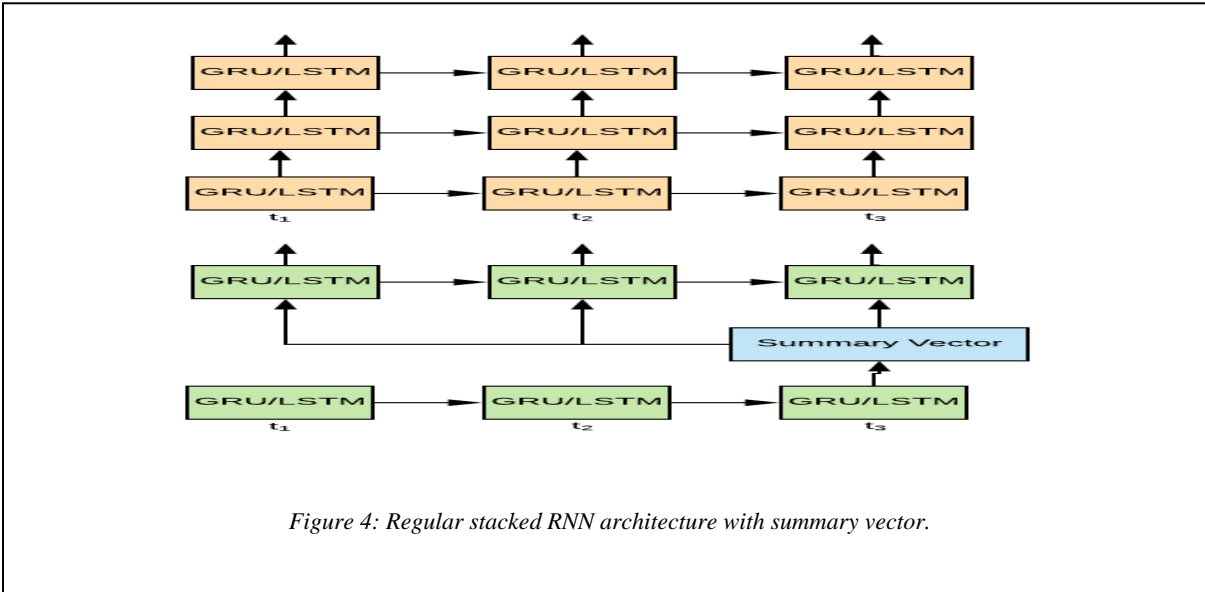 GRU/LSTM GRU/LSTM GRU/LSTM
GRU/LSTM GRU/LSTM GRU/LSTM
GRU/LSTM GRU/LSTM GRU/LSTM
t₁ t₂ t₃
GRU/LSTM GRU/LSTM GRU/LSTM
Summary Vector
GRU/LSTM GRU/LSTM GRU/LSTM
t₁ t₂ t₃
Figure 4: Regular stacked RNN architecture with summary vector.